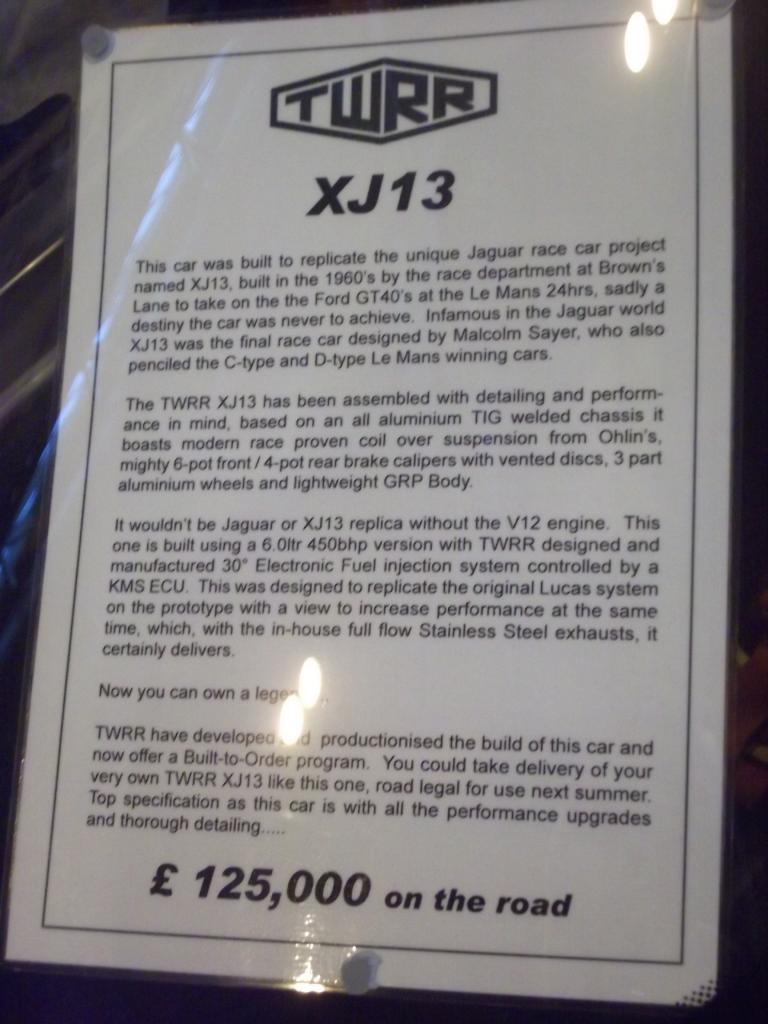 TWRR
XJ13
This car was built to replicate the unique Jaguar race car project
named XJ13, built in the 1960's by the race department at Brown's
Lane to take on the the Ford GT40's at the Le Mans 24hrs, sadly a
destiny the car was never to achieve. Infamous in the Jaguar world
XJ13 was the final race car designed by Malcolm Sayer, who also
penciled the C-type and D-type Le Mans winning cars.
The TWRR XJ13 has been assembled with detailing and perform-
ance in mind, based on an all aluminium TIG welded chassis it
boasts modern race proven coil over suspension from Ohlin's,
mighty 6-pot front / 4-pot rear brake calipers with vented discs, 3 part
aluminium wheels and lightweight GRP Body.
It wouldn't be Jaguar or XJ13 replica without the V12 engine. This
one is built using a 6.0ltr 450bhp version with TWRR designed and
manufactured 30° Electronic Fuel injection system controlled by a
KMS ECU. This was designed to replicate the original Lucas system
on the prototype with a view to increase performance at the same
time, which, with the in-house full flow Stainless Steel exhausts, it
certainly delivers.
Now you can own a
TWRR have developed productionised the build of this car and
now offer a Built-to-Order program. You could take delivery of your
very own TWRR XJ13 like this one, road legal for use next summer.
Top specification as this car is with all the performance upgrades
and thorough detailing.....
£ 125,000 on the road